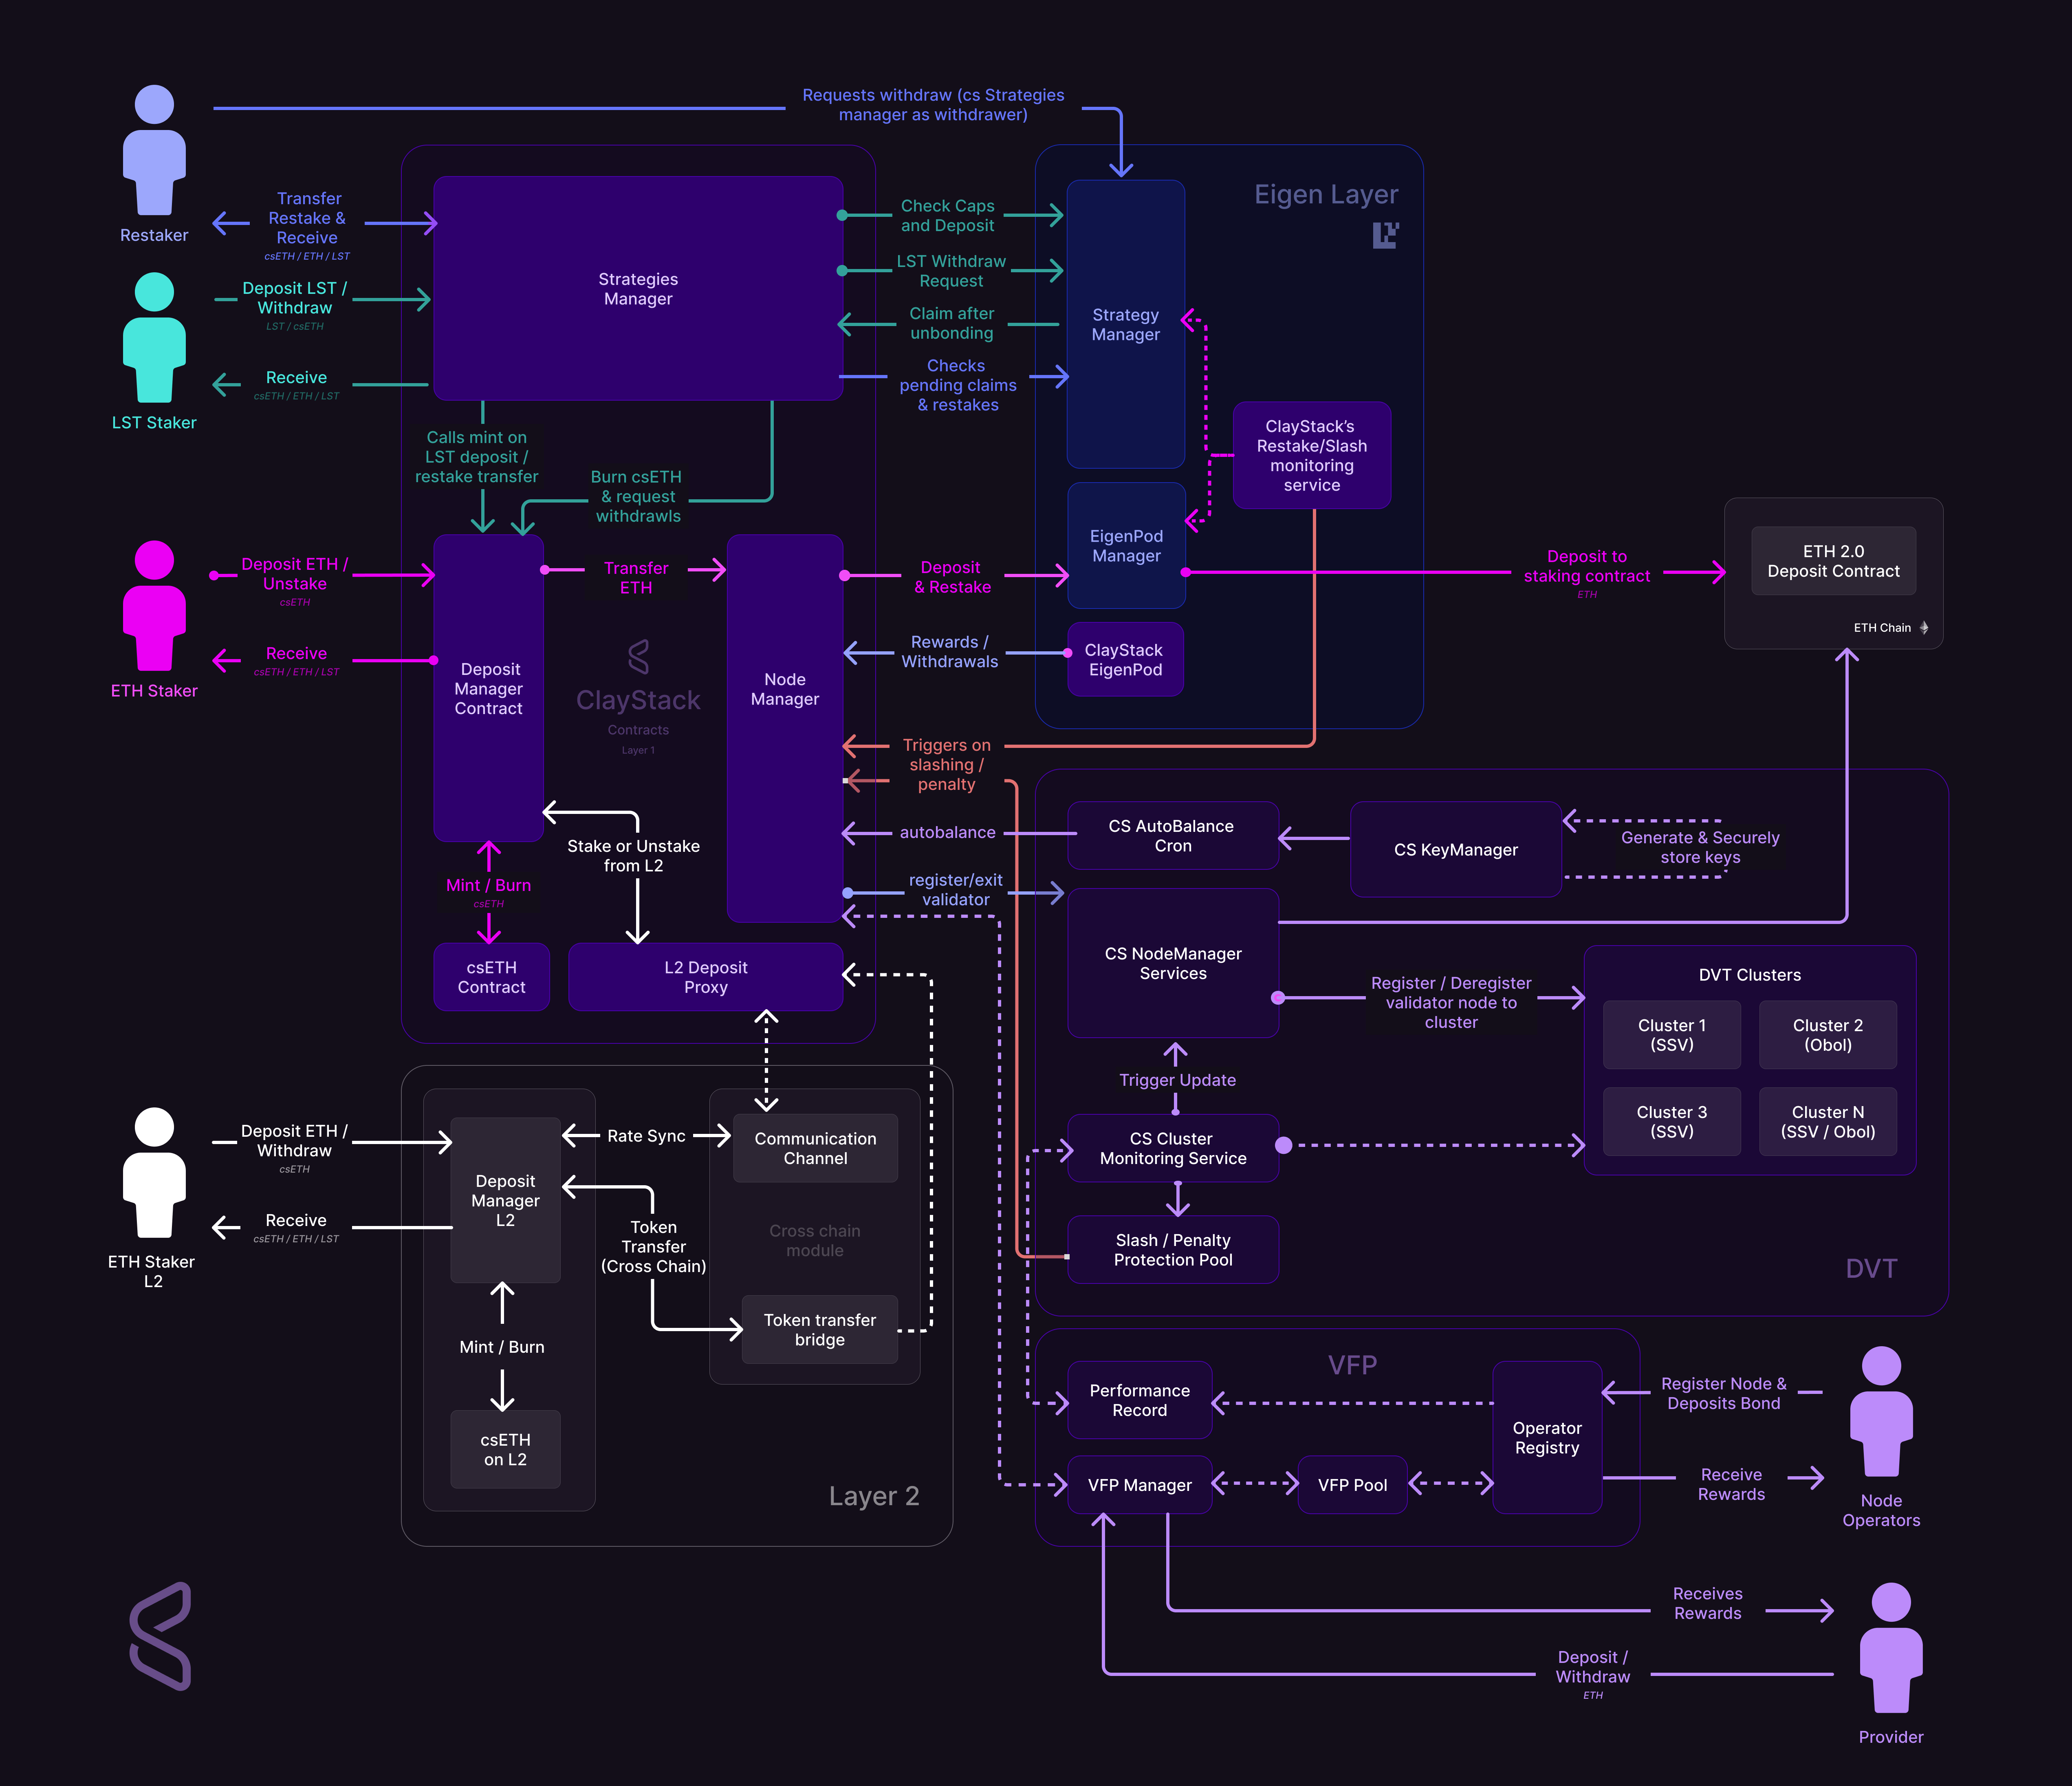 Requests withdraw (cs Strategies
manager as withdrawer)
Restaker
Transfer
Restake &
Receive
csETH / ETH / LST
LST Staker
Deposit LST /
Withdraw
LST / csETH
Receive
csETH / ETH / LST
Strategies
Manager
Check Caps
and Deposit
LST Withdraw
Request
Claim after
unbonding
Checks
pending claims
& restakes
Eigen Layer
Strategy
Manager
ClayStack’s
Restake/Slash
monitoring
service
EigenPod
Manager
ClayStack
EigenPod
Calls mint on
LST deposit /
restake transfer
Burn csETH
& request
withdrawls
ETH Staker
Deposit ETH /
Unstake
csETH
Receive
csETH / ETH / LST
Deposit
Manager
Contract
Transfer
ETH
ClayStack
Contracts
Layer 1
Node
Manager
Deposit
& Restake
Rewards /
Withdrawals
Deposit to
staking contract
ETH
ETH 2.0
Deposit Contract
ETH Chain
Triggers on
slashing /
penalty
autobalance
register/exit
validator
Stake or Unstake
from L2
Mint / Burn
csETH
csETH
Contract
L2 Deposit
Proxy
CS AutoBalance
Cron
CS KeyManager
Generate & Securely
store keys
CS NodeManager
Services
Register / Deregister
validator node to
cluster
DVT Clusters
Cluster 1
(SSV)
Cluster 2
(Obol)
Cluster 3
(SSV)
Cluster N
(SSV / Obol)
Trigger Update
CS Cluster
Monitoring Service
Slash / Penalty
Protection Pool
DVT
ETH Staker
L2
Deposit ETH /
Withdraw
csETH
Receive
csETH / ETH / LST
Deposit
Manager
L2
Rate Sync
Communication
Channel
Token
Transfer
(Cross Chain)
Cross chain
module
Token transfer
bridge
Mint / Burn
csETH
on L2
Layer 2
VFP
Performance
Record
Operator
Registry
VFP Manager
VFP Pool
Register Node &
Deposits Bond
Receive
Rewards
Node
Operators
Receives
Rewards
Deposit /
Withdraw
ETH
Provider